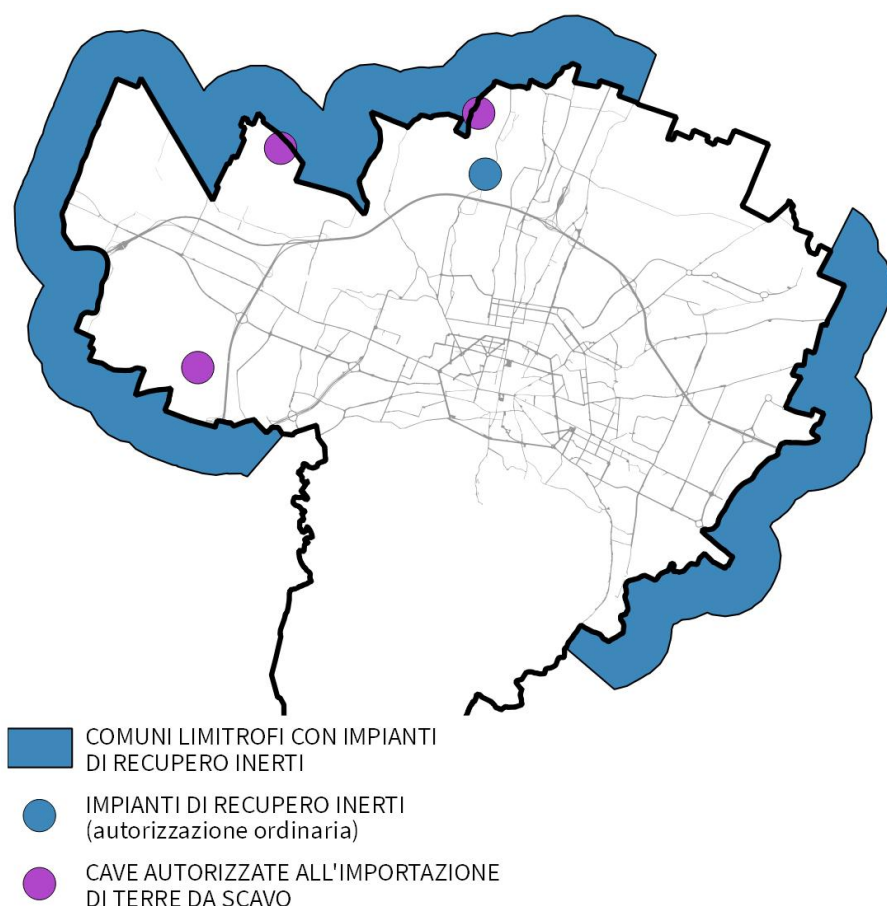 COMUNI LIMITROFI CON IMPIANTI
DI RECUPERO INERTI
IMPIANTI DI RECUPERO INERTI
(autorizzazione ordinaria)
CAVE AUTORIZZATE ALL'IMPORTAZIONE
DI TERRE DA SCAVO